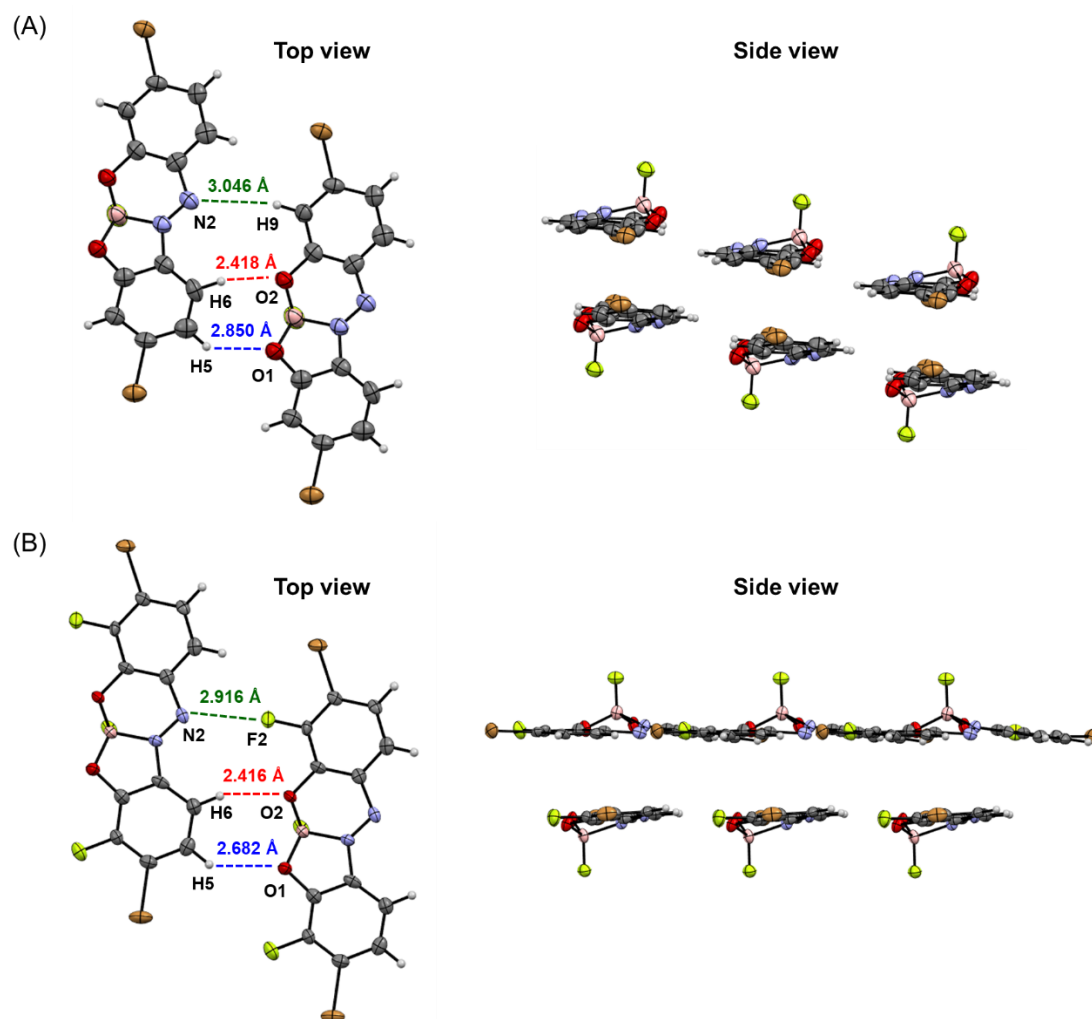 (A)
Top view
Side view
3.046 Å
N2
H9
2.418 Å
H6
O2
2.850 Å
H5
O1
(B)
Top view
Side view
2.916 Å
N2
F2
2.416 Å
H6
O2
2.682 Å
H5
O1